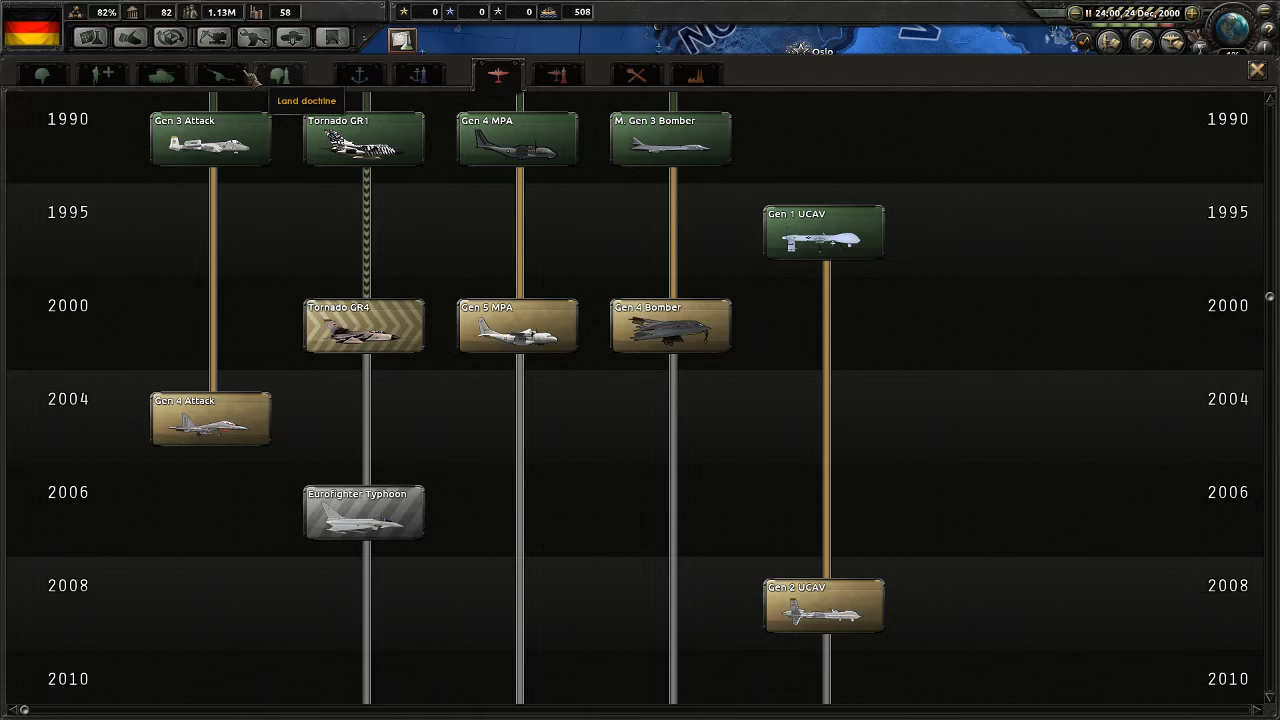 82%
82
1.13M
58
0
0
0
508
24:00, 24 Dec, 2000
NO
Oslo
Land doctrine
1990
Gen 3 Attack
Tornado GR1
Gen 4 MPA
M. Gen 3 Bomber
1990
1995
Gen 1 UCAV
1995
2000
Tornado GR4
Gen 5 MPA
Gen 4 Bomber
2000
2004
Gen 4 Attack
2004
2006
Eurofighter Typhoon
2006
2008
Gen 2 UCAV
2008
2010
2010